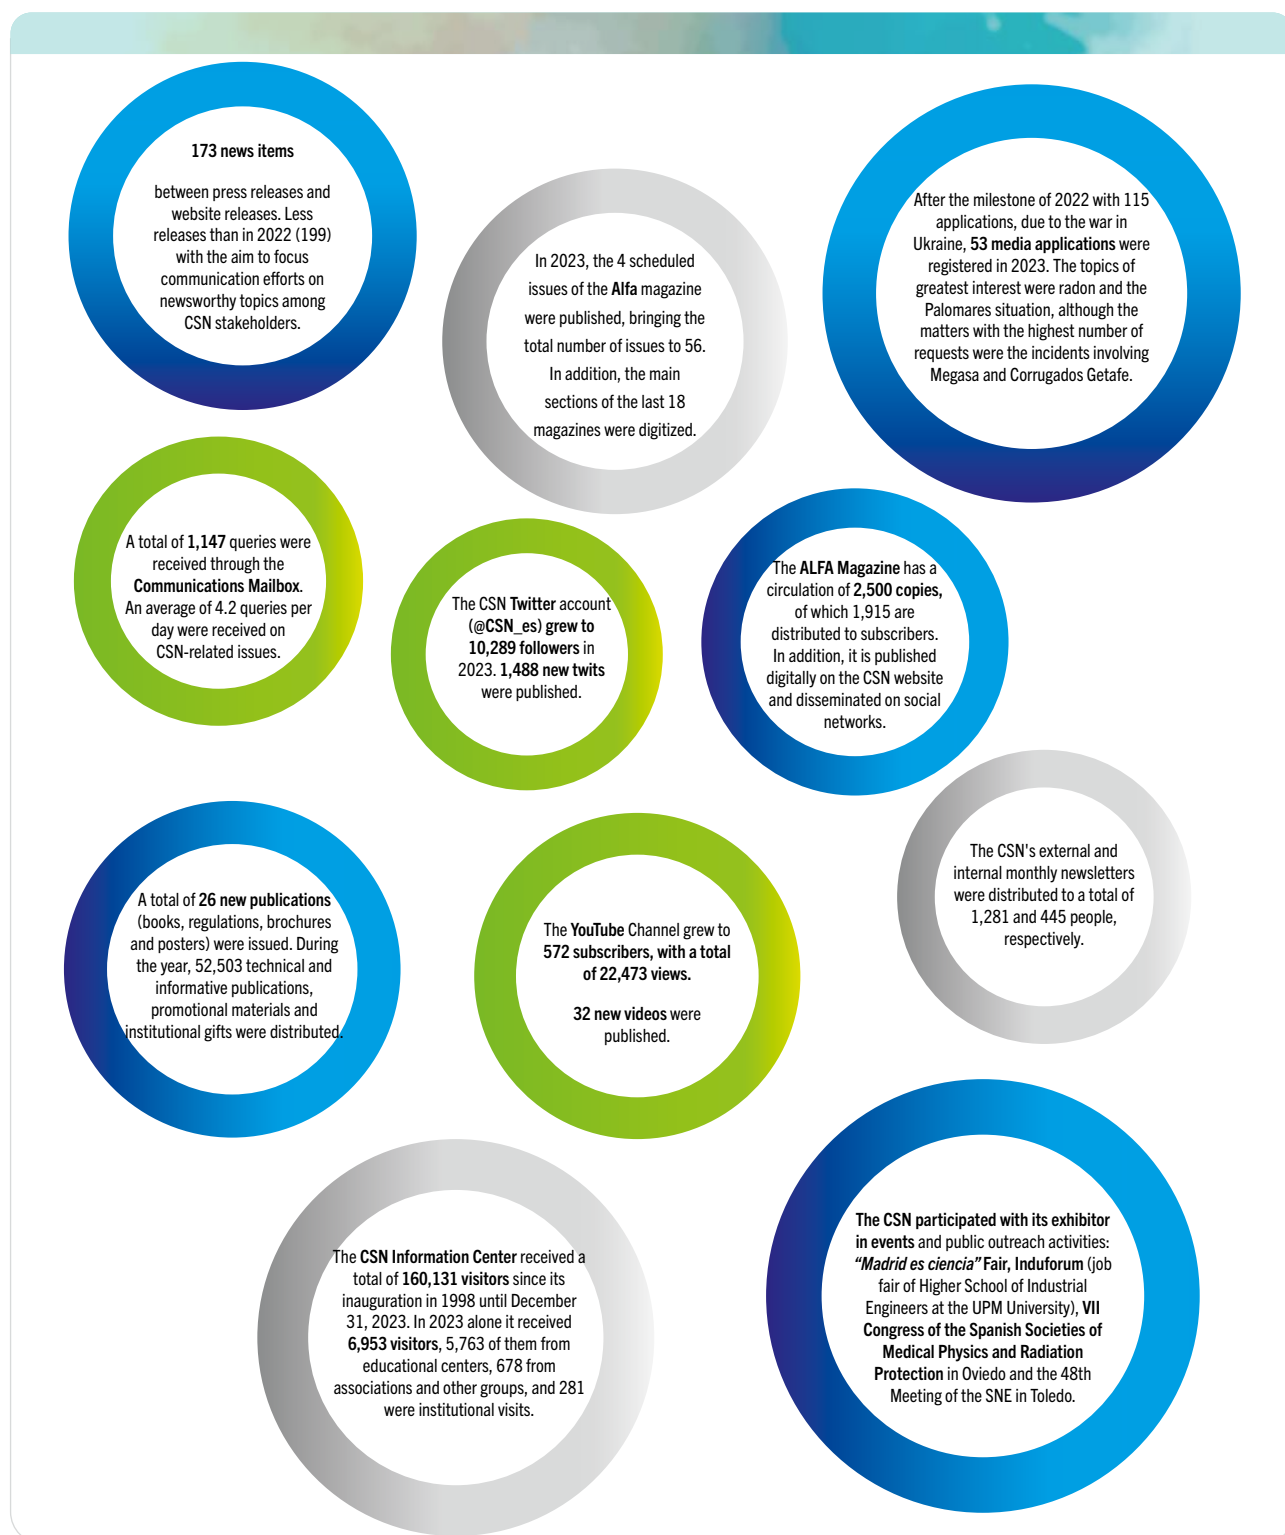 173 news items
between press releases and
website releases. Less
releases than in 2022 (199)
with the aim to focus
communication efforts on
newsworthy topics among
CSN stakeholders.
In 2023, the 4 scheduled
issues of the Alfa magazine
were published, bringing the
total number of issues to 56.
In addition, the main
sections of the last 18
magazines were digitized.
After the milestone of 2022 with 115
applications, due to the war in
Ukraine, 53 media applications were
registered in 2023. The topics of
greatest interest were radon and the
Palomares situation, although the
matters with the highest number of
requests were the incidents involving
Megasa and Corrugados Getafe.
A total of 1,147 queries were
received through the
Communications Mailbox.
An average of 4.2 queries per
day were received on
CSN-related issues.
The CSN Twitter account
(@CSN_es) grew to
10,289 followers in
2023. 1,488 new twits
were published.
The ALFA Magazine has a
circulation of 2,500 copies,
of which 1,915 are
distributed to subscribers.
In addition, it is published
digitally on the CSN website
and disseminated on social
networks.
The CSN's external and
internal monthly newsletters
were distributed to a total of
1,281 and 445 people,
respectively.
A total of 26 new publications
(books, regulations, brochures
and posters) were issued. During
the year, 52,503 technical and
informative publications,
promotional materials and
institutional gifts were distributed.
The YouTube Channel grew to
572 subscribers, with a total
of 22,473 views.
32 new videos were
published.
The CSN Information Center received a
total of 160,131 visitors since its
inauguration in 1998 until December
31, 2023. In 2023 alone it received
6,953 visitors, 5,763 of them from
educational centers, 678 from
associations and other groups, and 281
were institutional visits.
The CSN participated with its exhibitor
in events and public outreach activities:
“Madrid es ciencia” Fair, Induforum (job
fair of Higher School of Industrial
Engineers at the UPM University), VII
Congress of the Spanish Societies of
Medical Physics and Radiation
Protection in Oviedo and the 48th
Meeting of the SNE in Toledo.